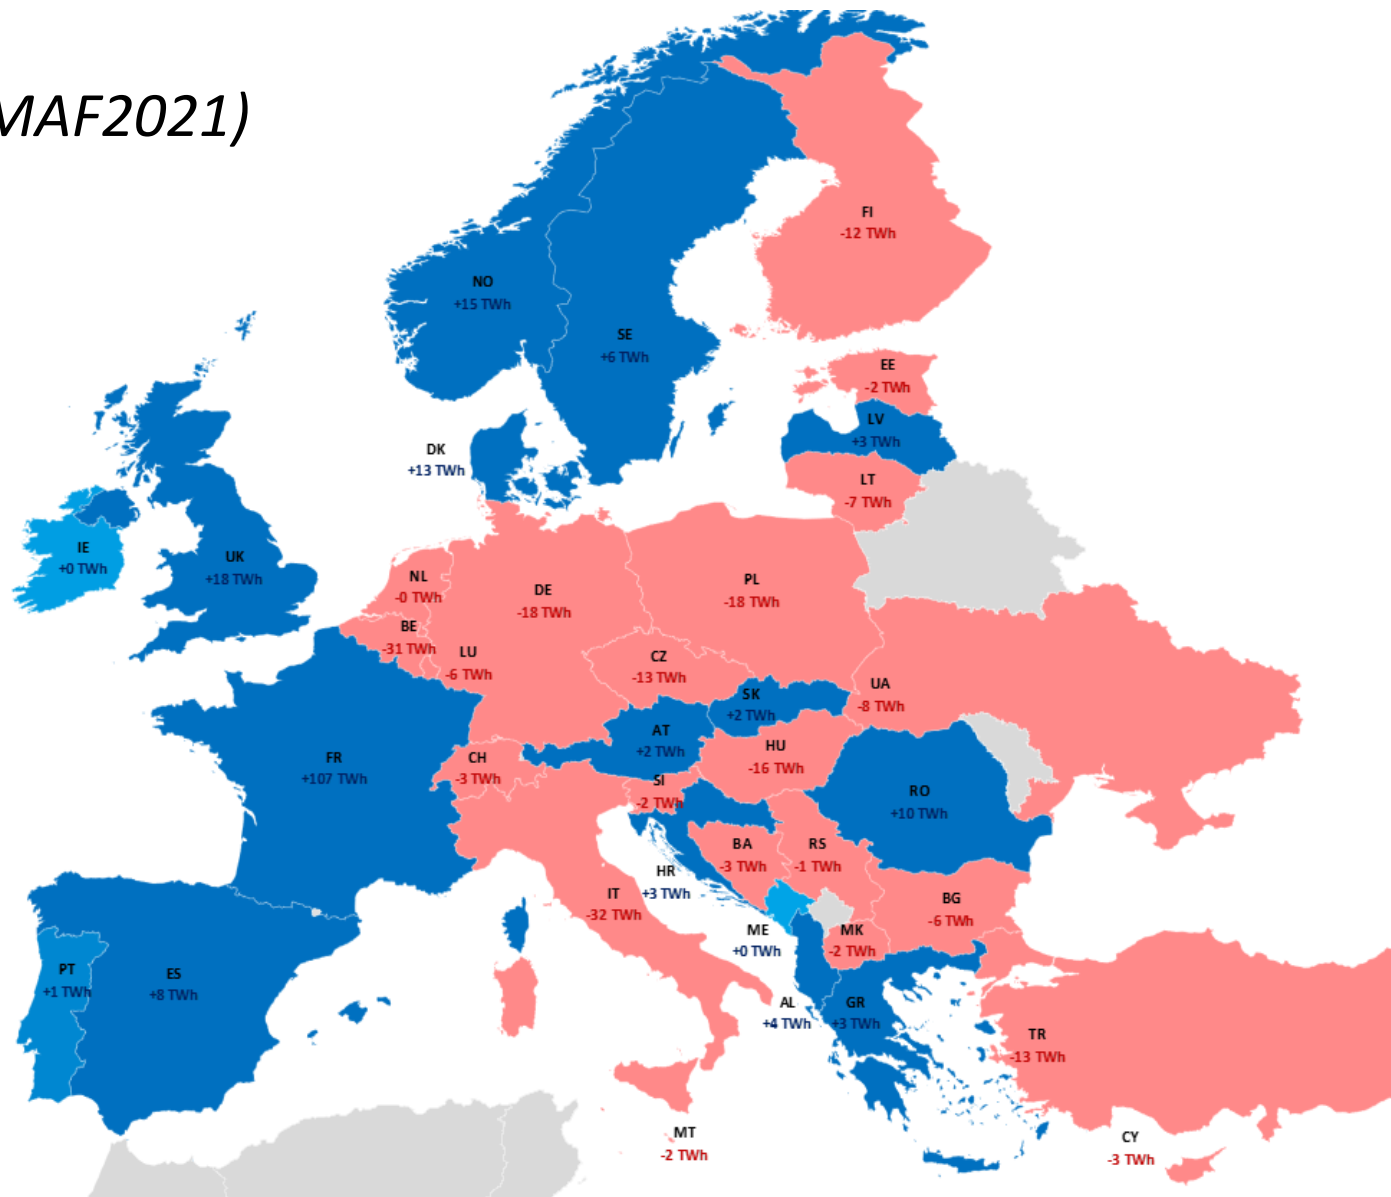 MAF2021)
FI
-12 TWh
NO
+15 TWh
SE
+6 TWh
EE
-2 TWh
LV
+3 TWh
DK
+13 TWh
LT
-7 TWh
IE
+0 TWh
UK
+18 TWh
NL
-0 TWh
DE
-18 TWh
PL
-18 TWh
BE
-31 TWh
LU
-6 TWh
CZ
-13 TWh
SK
+2 TWh
UA
-8 TWh
AT
+2 TWh
HU
-16 TWh
FR
+107 TWh
CH
-3 TWh
SI
-2 TWh
RO
+10 TWh
BA
-3 TWh
RS
-1 TWh
HR
+3 TWh
IT
-32 TWh
BG
-6 TWh
ME
+0 TWh
MK
-2 TWh
PT
+1 TWh
ES
+8 TWh
AL
+4 TWh
GR
+3 TWh
TR
-13 TWh
MT
-2 TWh
CY
-3 TWh